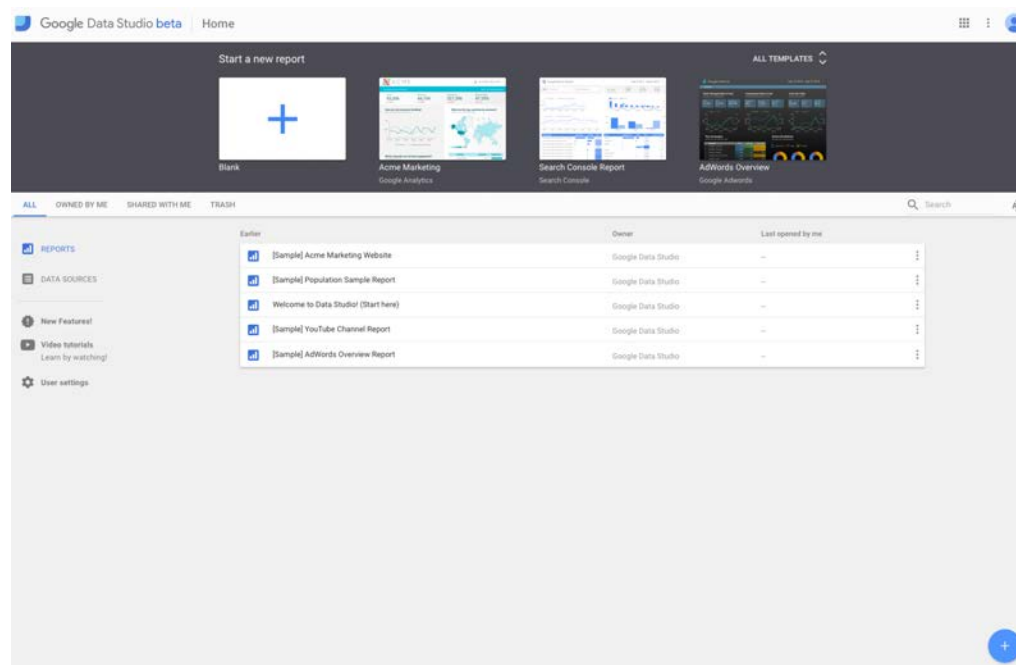 Google Data Studio beta Home
Start a new report
ALL TEMPLATES
Blank
Acme Marketing
Google Analytics
Search Console Report
Search Console
AdWords Overview
Google Adwords
ALL OWNED BY ME SHARED WITH ME TRASH
Search
REPORTS
DATA SOURCES
New Features!
Video tutorials
Learn by watching!
User settings
Earlier Owner Last opened by me
[Sample] Acme Marketing Website Google Data Studio –
[Sample] Population Sample Report Google Data Studio –
Welcome to Data Studio! (Start here) Google Data Studio –
[Sample] YouTube Channel Report Google Data Studio –
[Sample] AdWords Overview Report Google Data Studio –